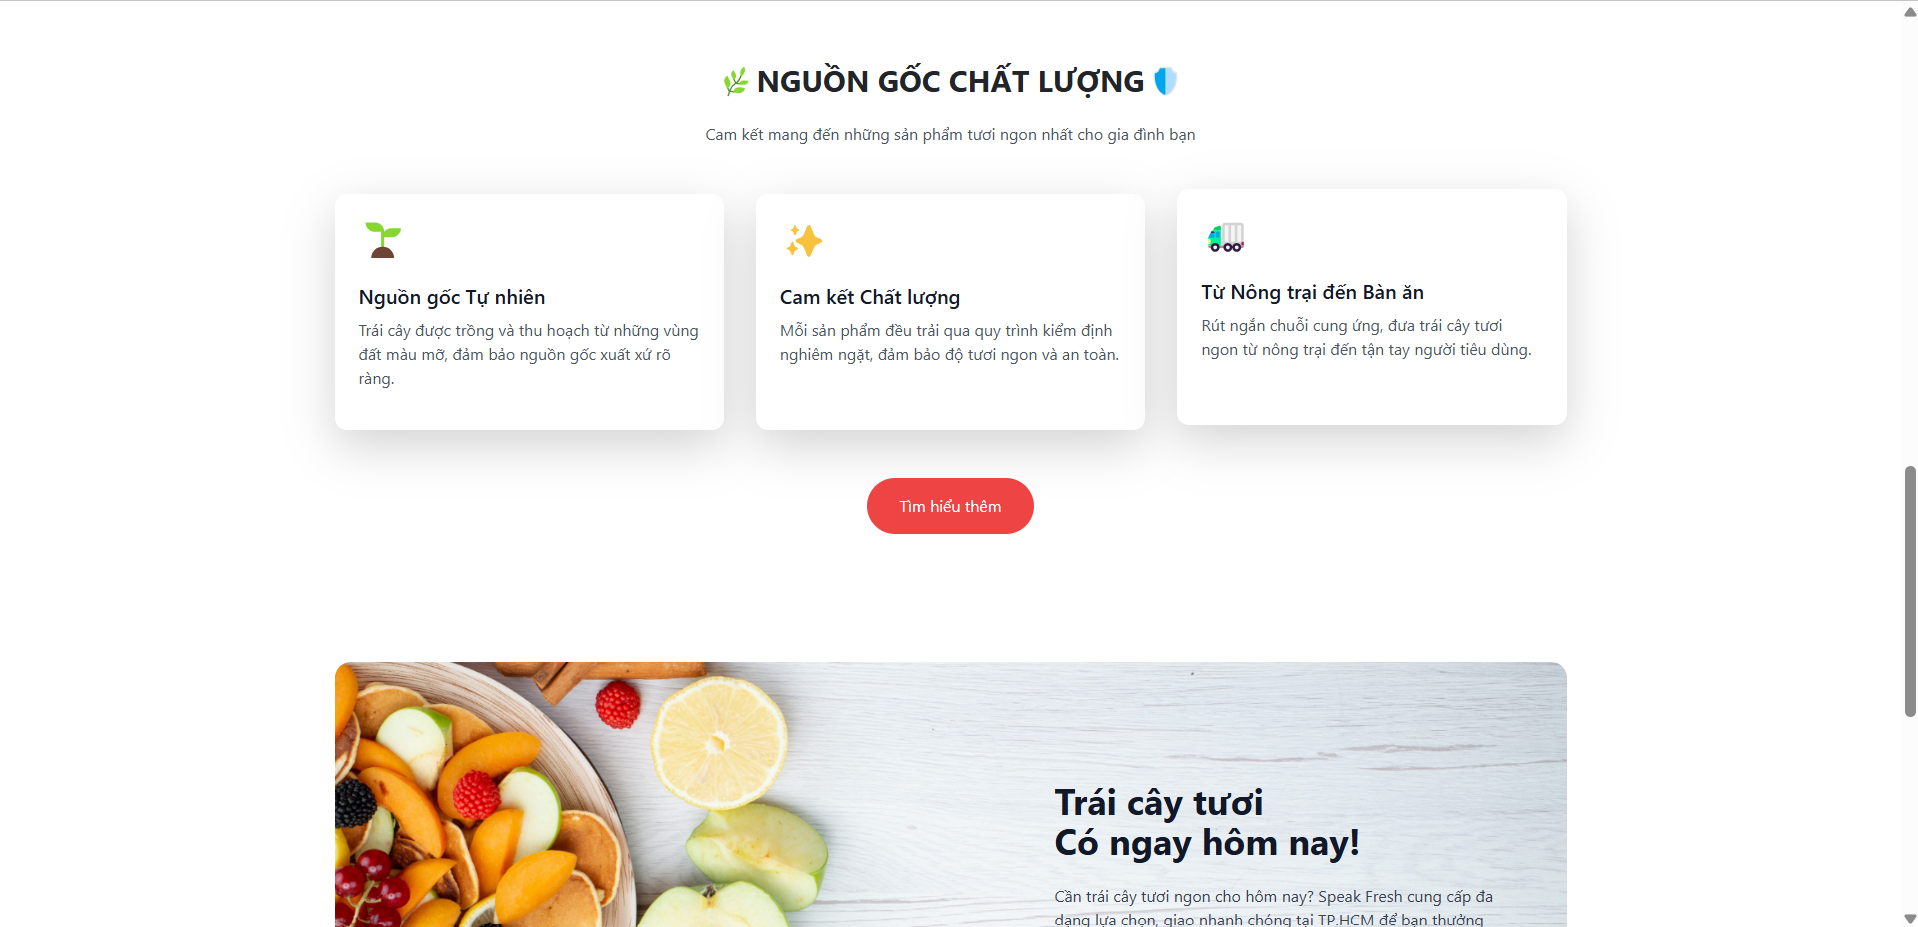 NGUỒN GỐC CHẤT LƯỢNG
Cam kết mang đến những sản phẩm tươi ngon nhất cho gia đình bạn
Nguồn gốc Tự nhiên
Trái cây được trồng và thu hoạch từ những vùng
đất màu mỡ, đảm bảo nguồn gốc xuất xứ rõ
ràng.
Cam kết Chất lượng
Mỗi sản phẩm đều trải qua quy trình kiểm định
nghiêm ngặt, đảm bảo độ tươi ngon và an toàn.
Từ Nông trại đến Bàn ăn
Rút ngắn chuỗi cung ứng, đưa trái cây tươi
ngon từ nông trại đến tận tay người tiêu dùng.
Tìm hiểu thêm
Trái cây tươi
Có ngay hôm nay!
Cần trái cây tươi ngon cho hôm nay? Speak Fresh cung cấp đa
dạng lựa chọn, giao nhanh chóng tại TP.HCM để bạn thưởng